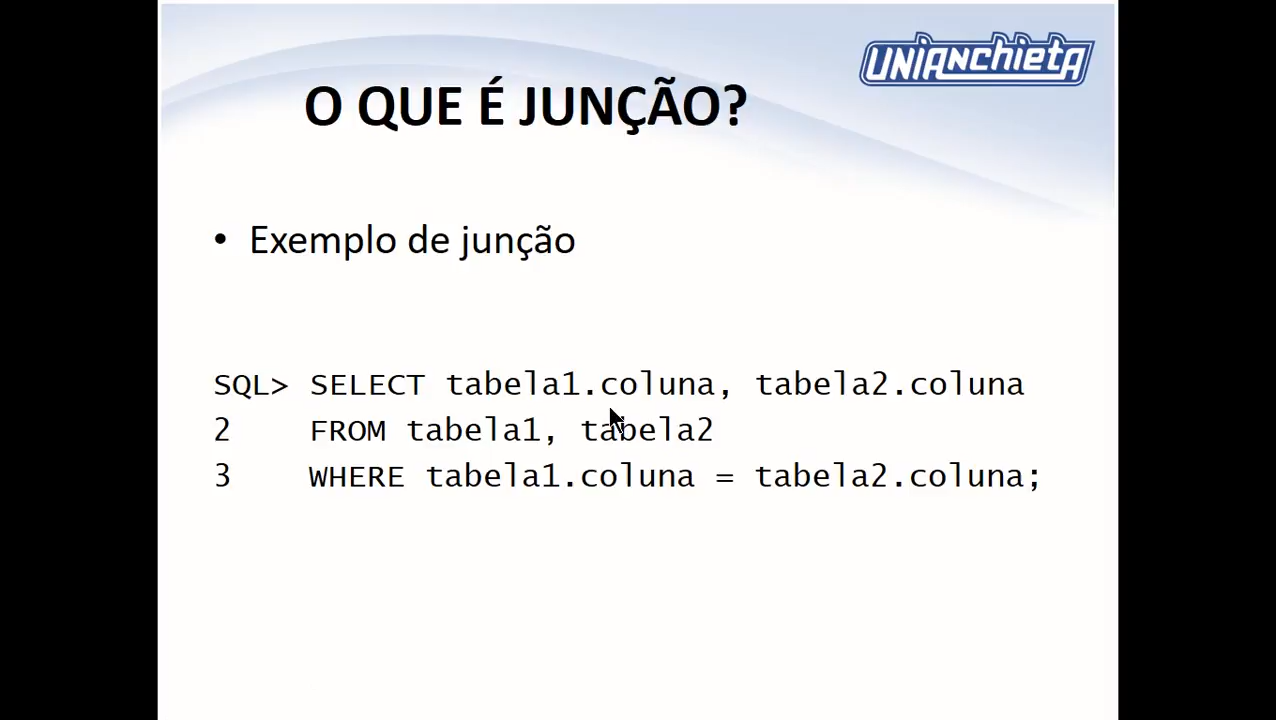 UNIANCHIETA
O QUE É JUNÇÃO?
• Exemplo de junção
SQL> SELECT tabela1.coluna, tabela2.coluna
2 FROM tabela1, tabela2
3 WHERE tabela1.coluna = tabela2.coluna;